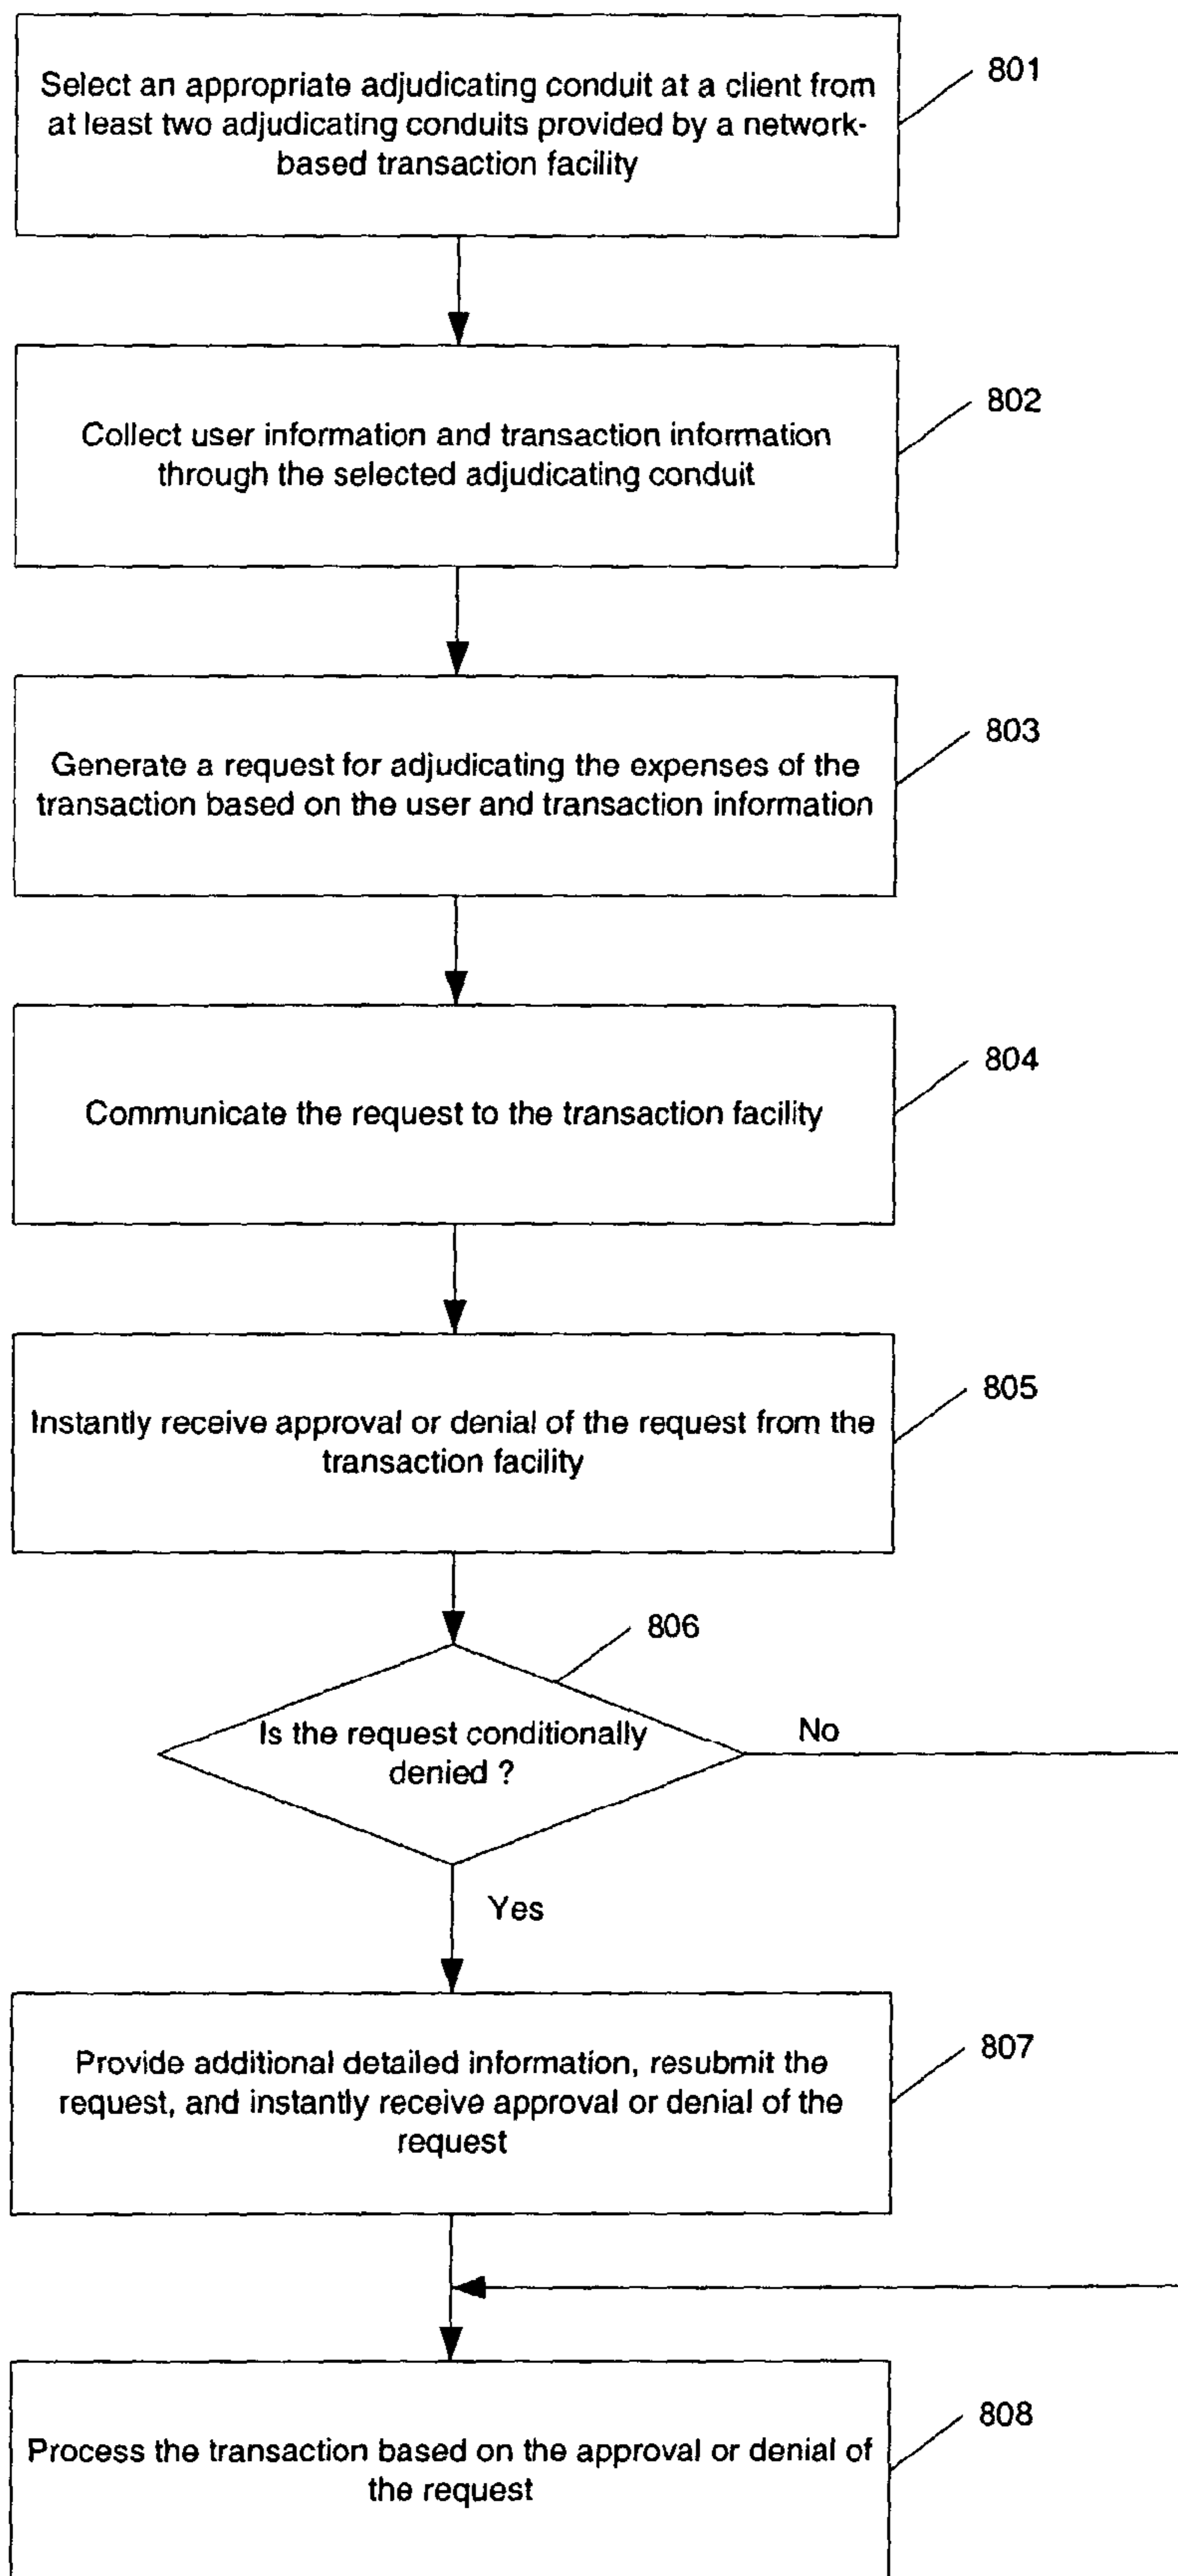 Select an appropriate adjudicating conduit at a client from
at least two adjudicating conduits provided by a network-
based transaction facility
801
Collect user information and transaction information
through the selected adjudicating conduit
802
Generate a request for adjudicating the expenses of the
transaction based on the user and transaction information
803
Communicate the request to the transaction facility
804
Instantly receive approval or denial of the request from the
transaction facility
805
806
Is the request conditionally
denied ?
No
Yes
Provide additional detailed information, resubmit the
request, and instantly receive approval or denial of the
request
807
Process the transaction based on the approval or denial of
the request
808